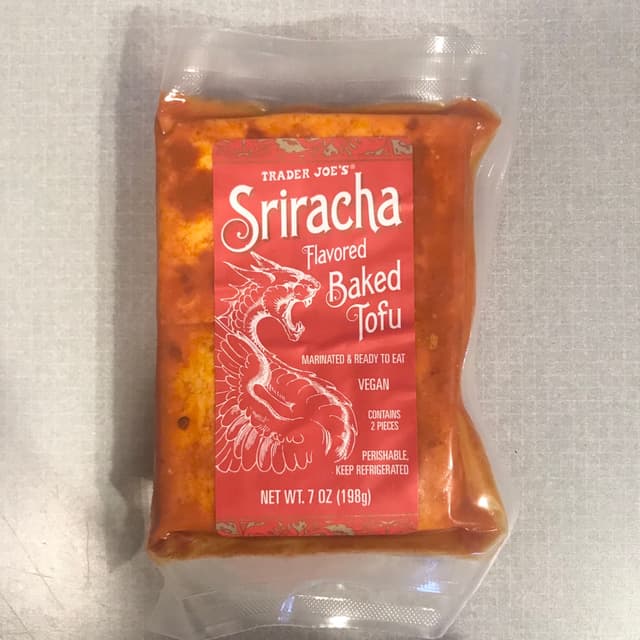 TRADER JOE'S®
Sriracha
Flavored
Baked
Tofu
MARINATED & READY TO EAT
VEGAN
CONTAINS
2 PIECES
PERISHABLE,
KEEP REFRIGERATED
NET WT. 7 OZ (198g)